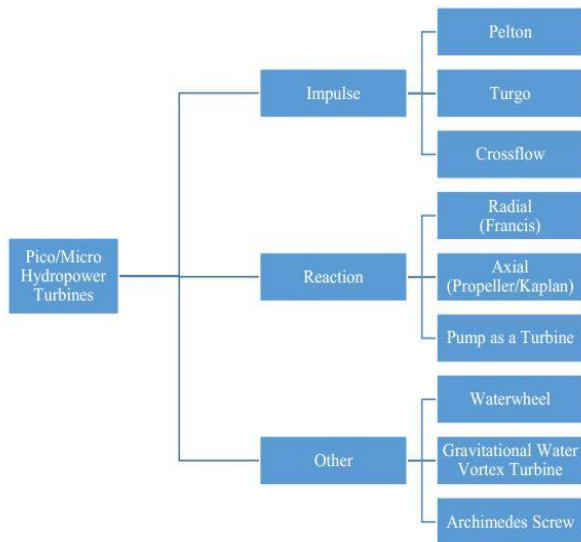 Pico/Micro
Hydropower
Turbines
Impulse
Pelton
Turgo
Crossflow
Reaction
Radial
(Francis)
Axial
(Propeller/Kaplan)
Pump as a Turbine
Other
Waterwheel
Gravitational Water
Vortex Turbine
Archimedes Screw